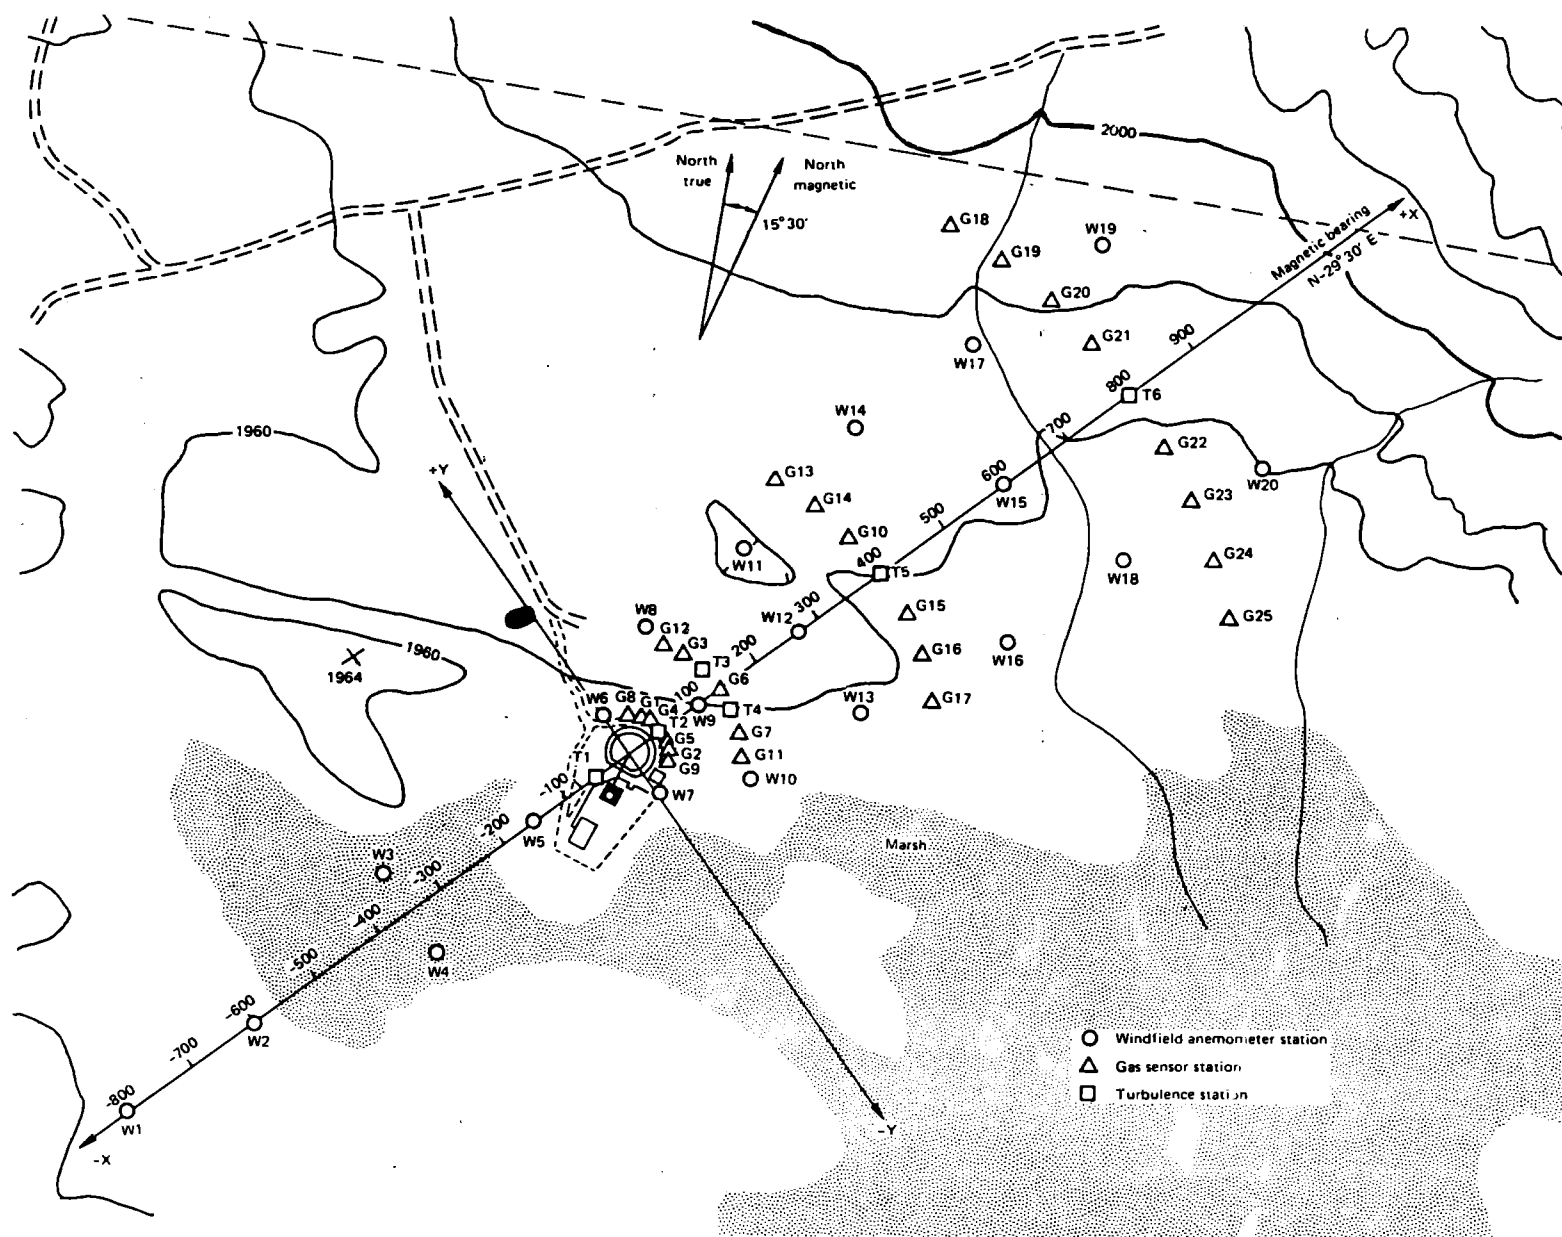 2000
North
true
North
magnetic
15°30'
G18
W19
G19
+X
Magnetic bearing
N-29°30' E
G20
G21
900
W17
800
T6
W14
700
1960
G22
+Y
G13
600
W20
W15
G23
G14
500
G10
W11
400
T5
G24
W18
300
G15
G25
W8
W12
G12
G3
200
G16
W16
1960
T3
1964
G6
100
W13
G17
W6
G8
G1
G4
W9
T4
T2
G7
G5
G2
G11
T1
G9
W10
-100
W7
-200
W5
Marsh
W3
-300
-400
W4
-500
-600
W2
-700
-800
W1
-X
-Y
Windfield anemometer station
Gas sensor station
Turbulence station